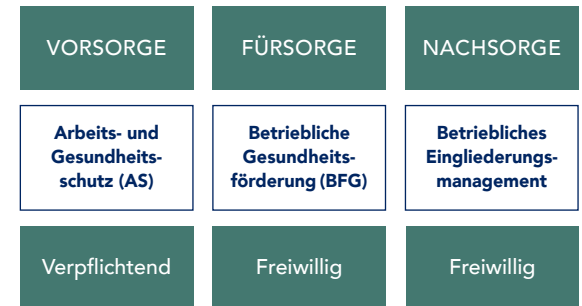 VORSORGE
FÜRSORGE
NACHSORGE
Arbeits- und
Gesundheits-
schutz (AS)
Betriebliche
Gesundheits-
förderung (BFG)
Betriebliches
Eingliederungs-
management
Verpflichtend
Freiwillig
Freiwillig